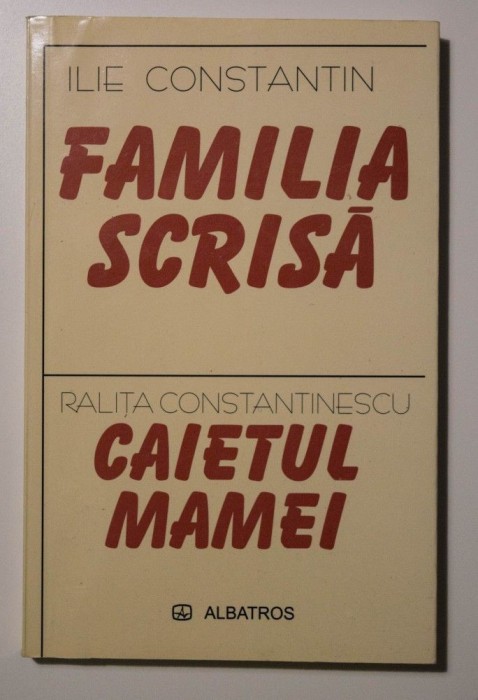 ILIE CONSTANTIN
FAMILIA
SCRISĂ
RALIȚA CONSTANTINESCU
CAIETUL
MAMEI
ALBATROS